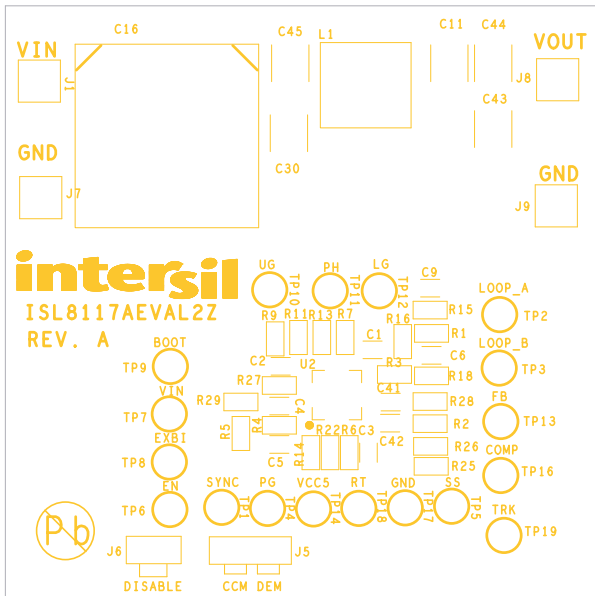 C16
C45
L1
C11
C44
VIN
VOUT
J1
J8
C43
GND
C30
GND
J7
J9
intersil
ISL8117AEVAL2Z
REV. A
UG
TP10
PH
TP11
LG
TP12
C9
LOOP_A
R15
TP2
R9
R11
R13
R7
C1
R16
R1
BOOT
LOOP_B
TP9
C2
U2
R3
C6
TP3
R27
R18
VIN
R29
C4
C41
R28
FB
TP7
R4
R2
TP13
EXBI
R5
R22
R6
C3
C42
R26
TP8
C5
R14
R25
COMP
TP16
EN
SYNC
PG
VCC5
RT
GND
SS
TP6
TP1
TP4
TP14
TP18
TP17
TP5
TRK
TP19
Pb
J6
J5
DISABLE
CCM
DEM